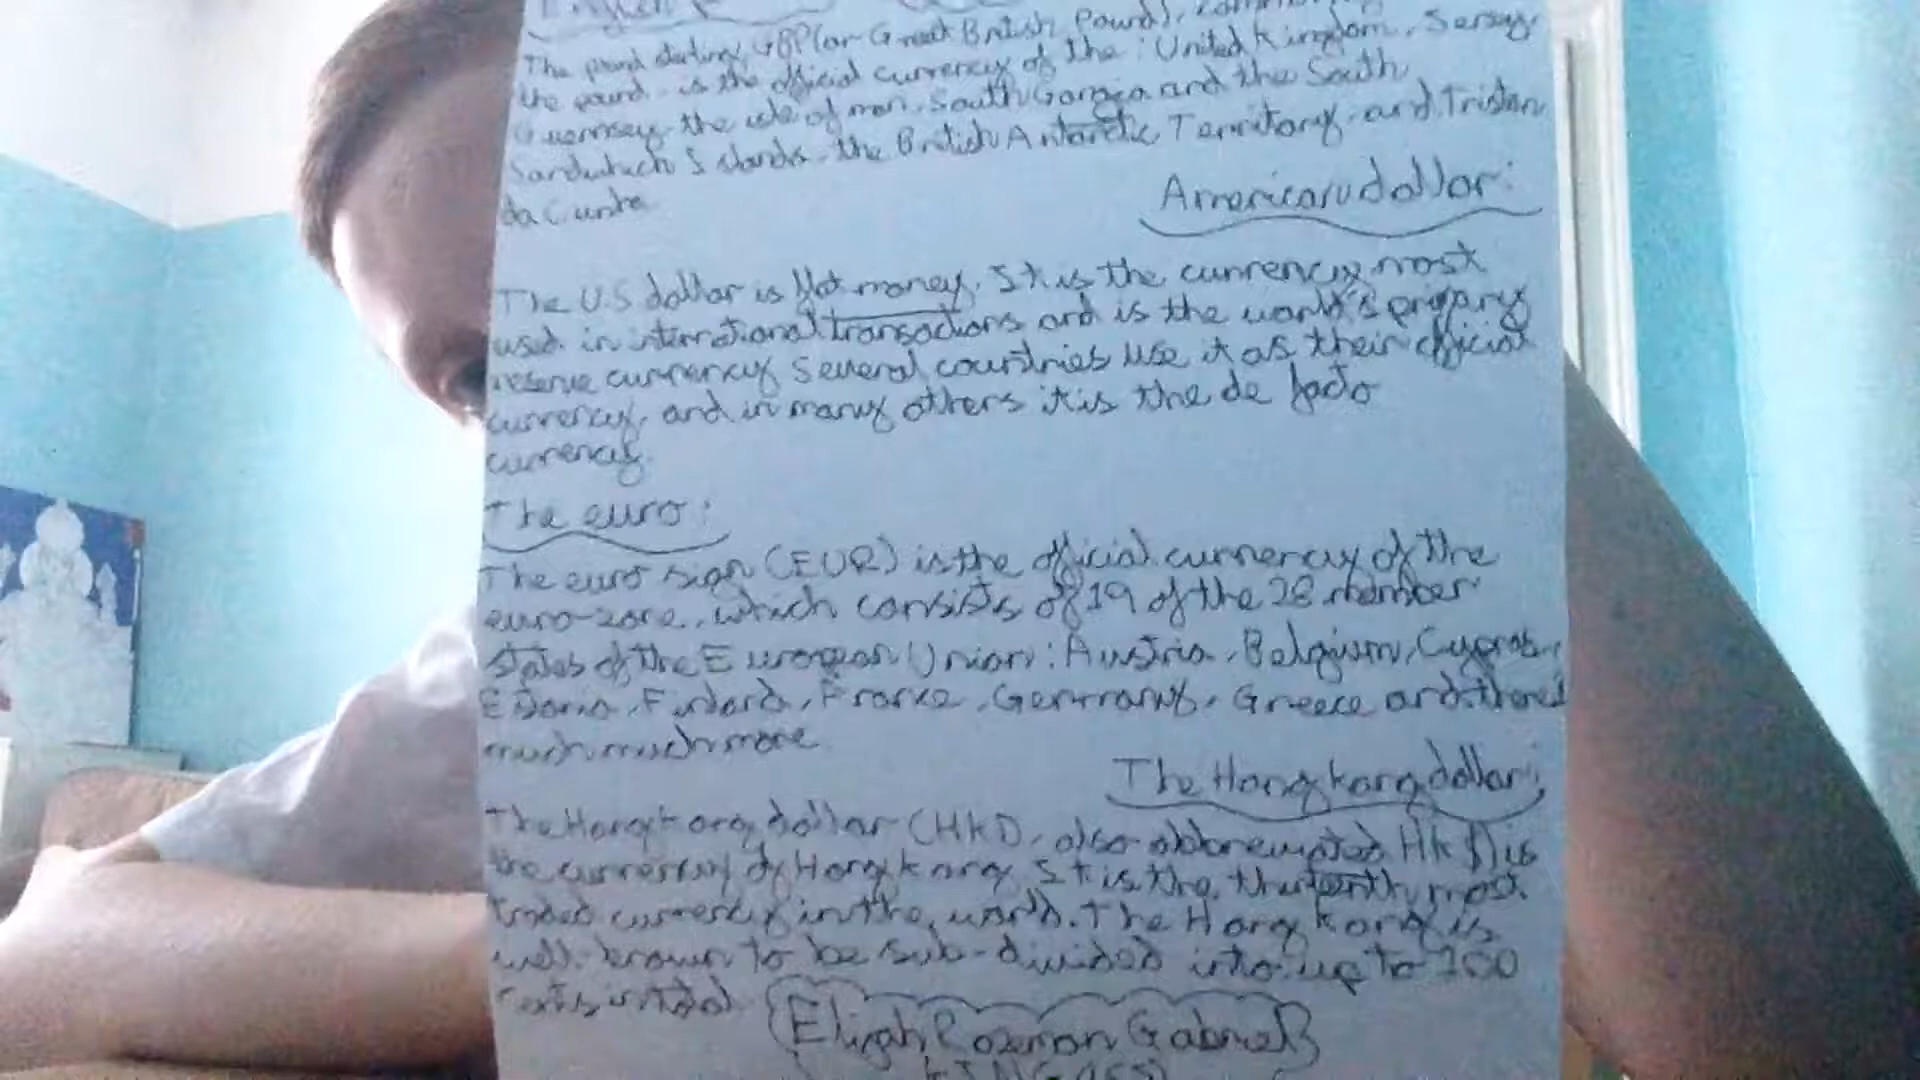 English £
The pound sterling, GBP (or Great British Pound),
the pound is the official currency of the: United Kingdom, Jersey,
Guernsey, the isle of man, South Gorgia and the South
Sandwhich Islands, the British Antarctic Territory, and Tristan
da Cunha
American dollar:
The U.S dollar is fiat money. It is the currency most
used in international transactions and is the world's primary
reserve currency several countries use it as their official
currency, and in many others it is the de facto
currency.
The euro:
The euro sign (EUR) is the official currency of the
euro-zone, which consists of 19 of the 28 member
states of the European Union: Austria, Belgium, Cyprus,
Estonia, Finland, France, Germany, Greece and there's
much much more
The Hong kong dollar:
The Hong kong dollar (HKD, also abbreviated HK $) is
the currency of Hong kong It is the thirteenth most
traded currency in the world. The Hong kong is
well-known to be sub-divided into up to 100
cents in total
Elijah Rozmon Gabriel